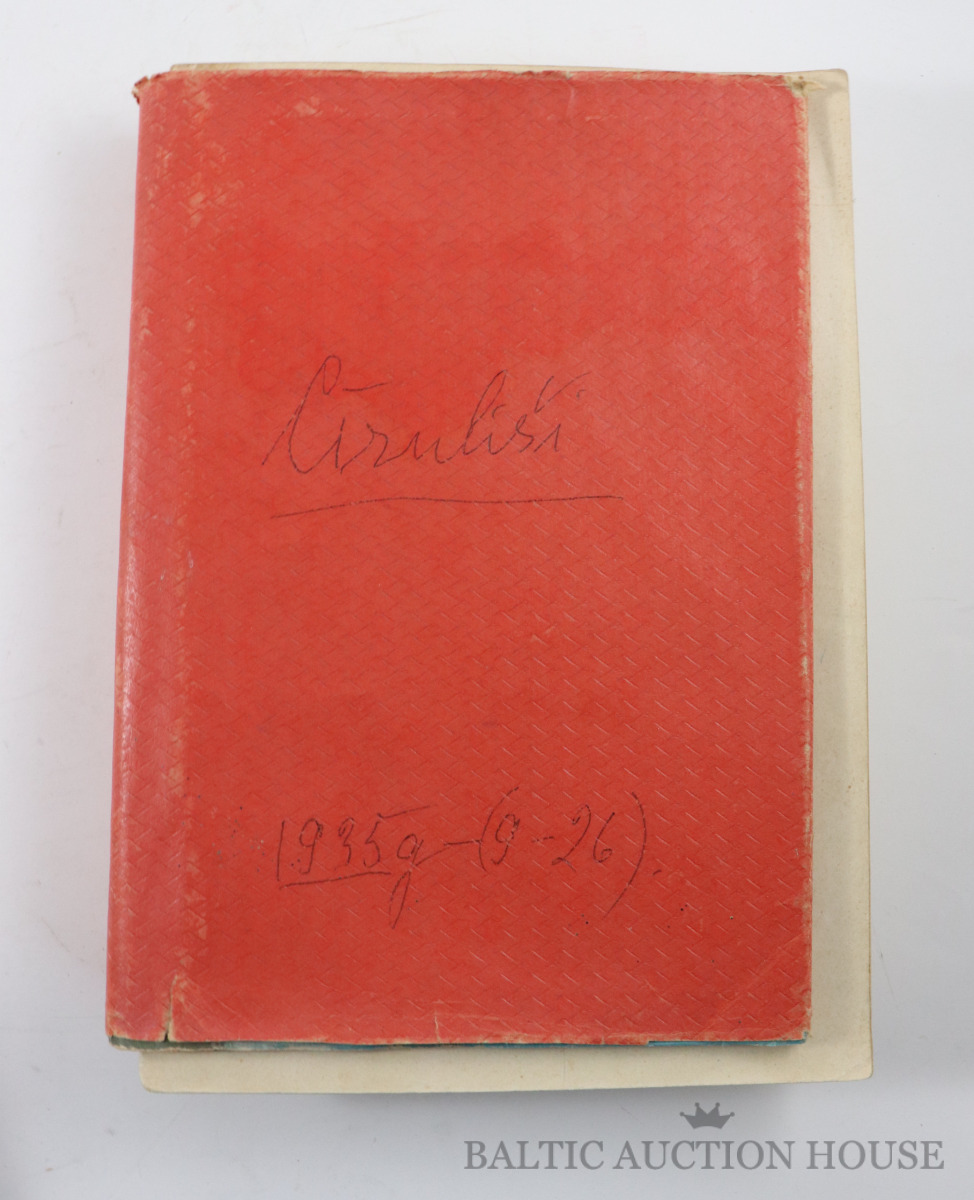 Cīrulīši
1935g – (9-26).
BALTIC AUCTION HOUSE